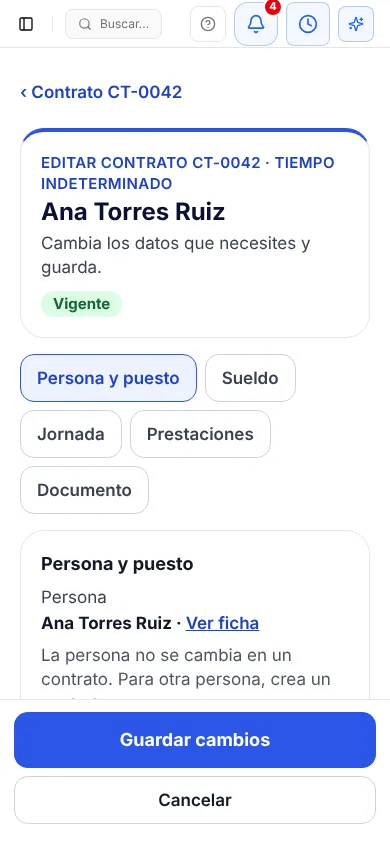 Buscar...
4
‹ Contrato CT-0042
EDITAR CONTRATO CT-0042 · TIEMPO
INDETERMINADO
Ana Torres Ruiz
Cambia los datos que necesites y
guarda.
Vigente
Persona y puesto
Sueldo
Jornada
Prestaciones
Documento
Persona y puesto
Persona
Ana Torres Ruiz · Ver ficha
La persona no se cambia en un
contrato. Para otra persona, crea un
Guardar cambios
Cancelar